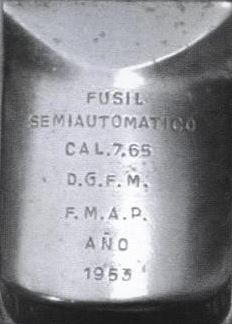 FUSIL
SEMIAUTOMATICO
CAL.7,65
D.G.F.M.
F.M.A.P.
AÑO
1953